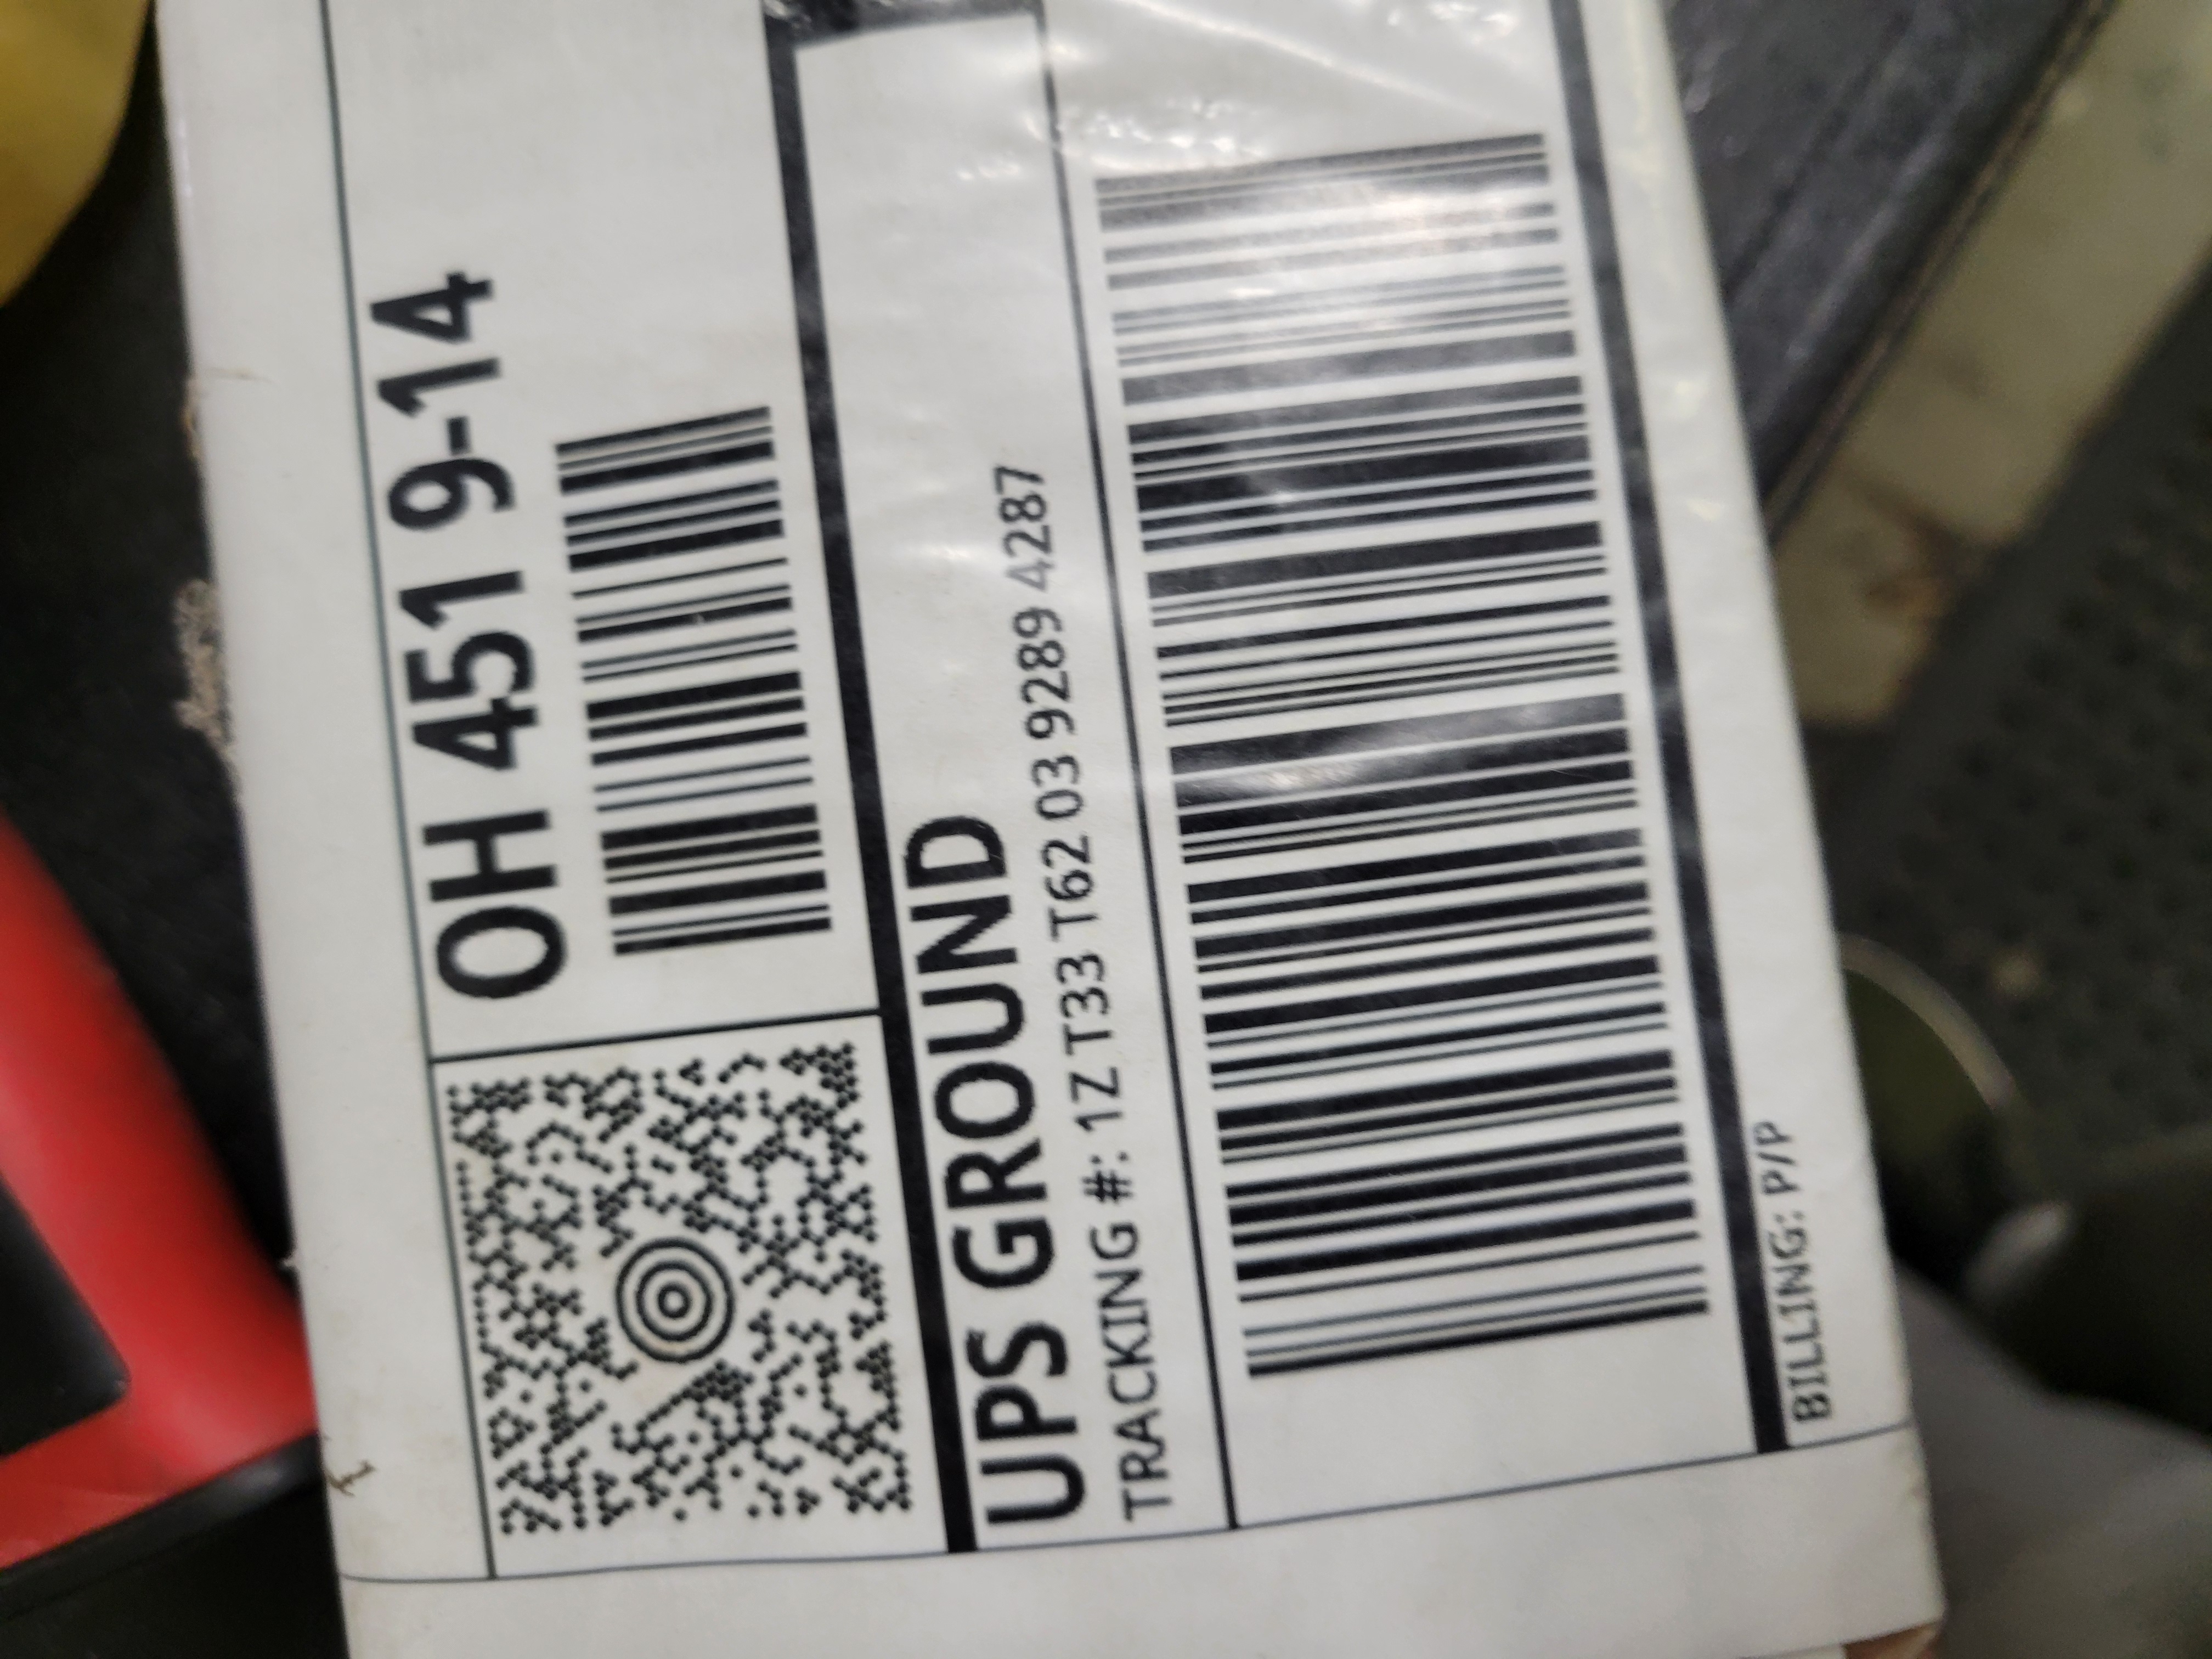 OH 451 9-14
UPS GROUND
TRACKING #: 1Z T33 T62 03 9289 4287
BILLING: P/P